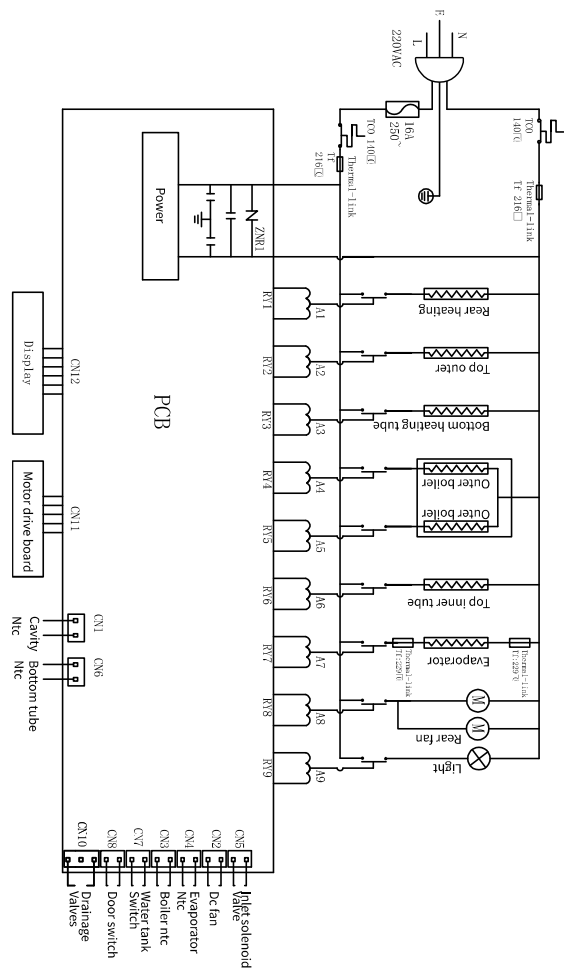 E
N
L
220VAC
16A
250~
TCO 140℃
Thermal-link
Tf 216℃
TCO
140℃
Thermal-link
Tf 216□
Power
ZNR1
PCB
RY1
A1
Rear heating
RY2
A2
Top outer
RY3
A3
Bottom heating tube
RY4
A4
Outer boiler
RY5
A5
Outer boiler
RY6
A6
Top inner tube
RY7
A7
Thermal-link
Tf:229℃
Evaporator
Thermal-link
Tf:229℃
RY8
A8
M
M
Rear fan
RY9
A9
Light
Display
CN12
Motor drive board
CN11
CN1
Cavity
Ntc
CN6
Bottom tube
Ntc
CN5
Inlet solenoid
Valve
CN2
Dc fan
CN4
Evaporator
Ntc
CN3
Boiler ntc
CN7
Water tank
Switch
CN8
Door switch
CN10
Drainage
Valves